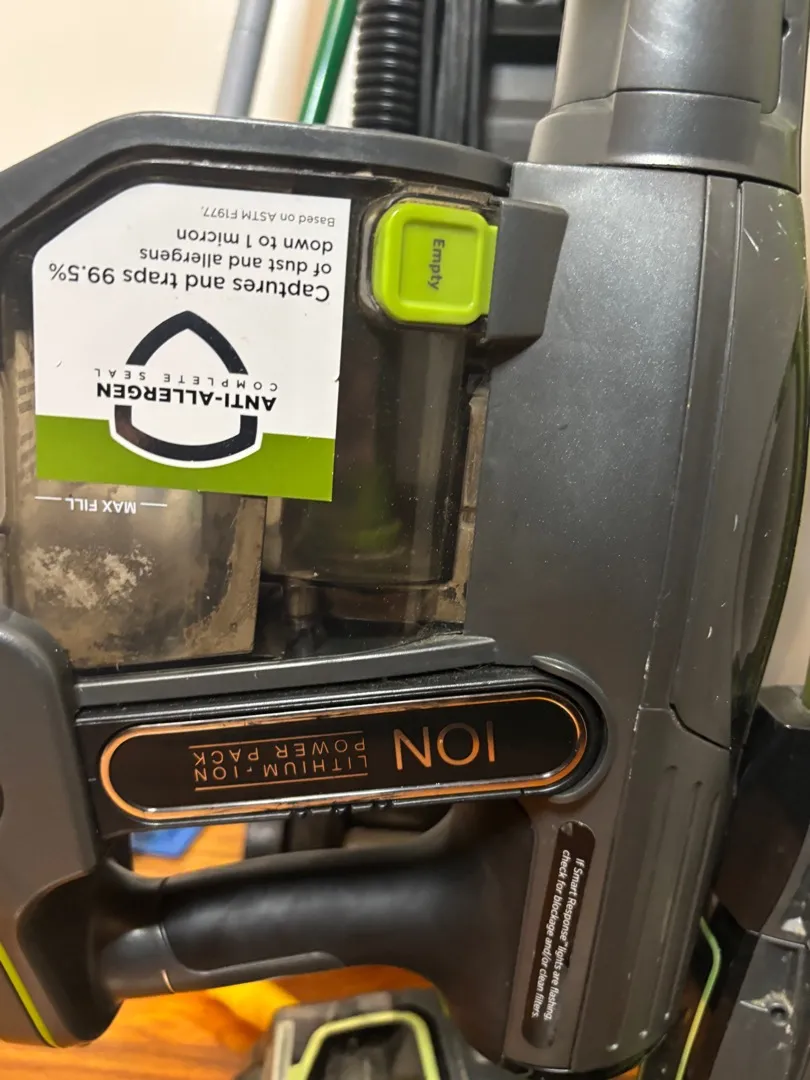 Empty
ANTI-ALLERGEN
COMPLETE SEAL
Captures and traps 99.5%
of dust and allergens
down to 1 micron
Based on ASTM F1977.
MAX FILL
ION
LITHIUM-ION
POWER PACK
If Smart Response™ lights are flashing,
check for blockage and/or clean filters.